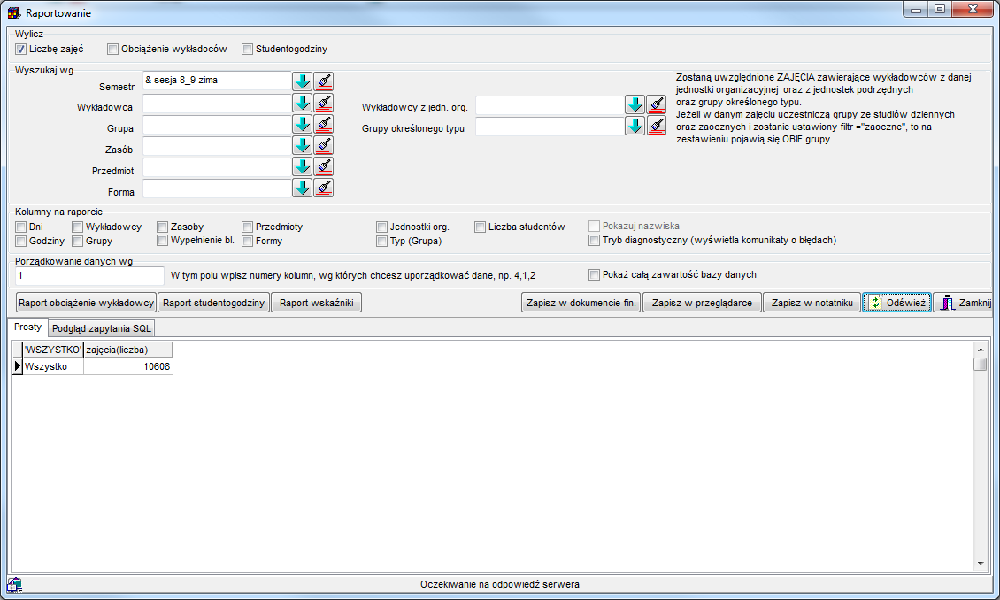 Raportowanie
Wylicz
Liczbę zajęć
Obciążenie wykładoców
Studentogodziny
Wyszukaj wg
Semestr
& sesja 8_9 zima
Wykładowca
Grupa
Zasób
Przedmiot
Forma
Wykładowcy z jedn. org.
Grupy określonego typu
Zostaną uwzględnione ZAJĘCIA zawierające wykładowców z danej
jednostki organizacyjnej oraz z jednostek podrzędnych
oraz grupy określonego typu.
Jeżeli w danym zajęciu uczestniczą grupy ze studiów dziennych
oraz zaocznych i zostanie ustawiony filtr ="zaoczne", to na
zestawieniu pojawią się OBIE grupy.
Kolumny na raporcie
Dni
Wykładowcy
Zasoby
Przedmioty
Jednostki org.
Liczba studentów
Pokazuj nazwiska
Godziny
Grupy
Wypełnienie bl.
Formy
Typ (Grupa)
Tryb diagnostyczny (wyświetla komunikaty o błędach)
Porządkowanie danych wg
1
W tym polu wpisz numery kolumn, wg których chcesz uporządkować dane, np. 4,1,2
Pokaż całą zawartość bazy danych
Raport obciążenie wykładowcy
Raport studentogodziny
Raport wskaźniki
Zapisz w dokumencie fin.
Zapisz w przeglądarce
Zapisz w notatniku
Odśwież
Zamknij
Prosty
Podgląd zapytania SQL
'WSZYSTKO'
zajęcia(liczba)
Wszystko
10608
Oczekiwanie na odpowiedź serwera